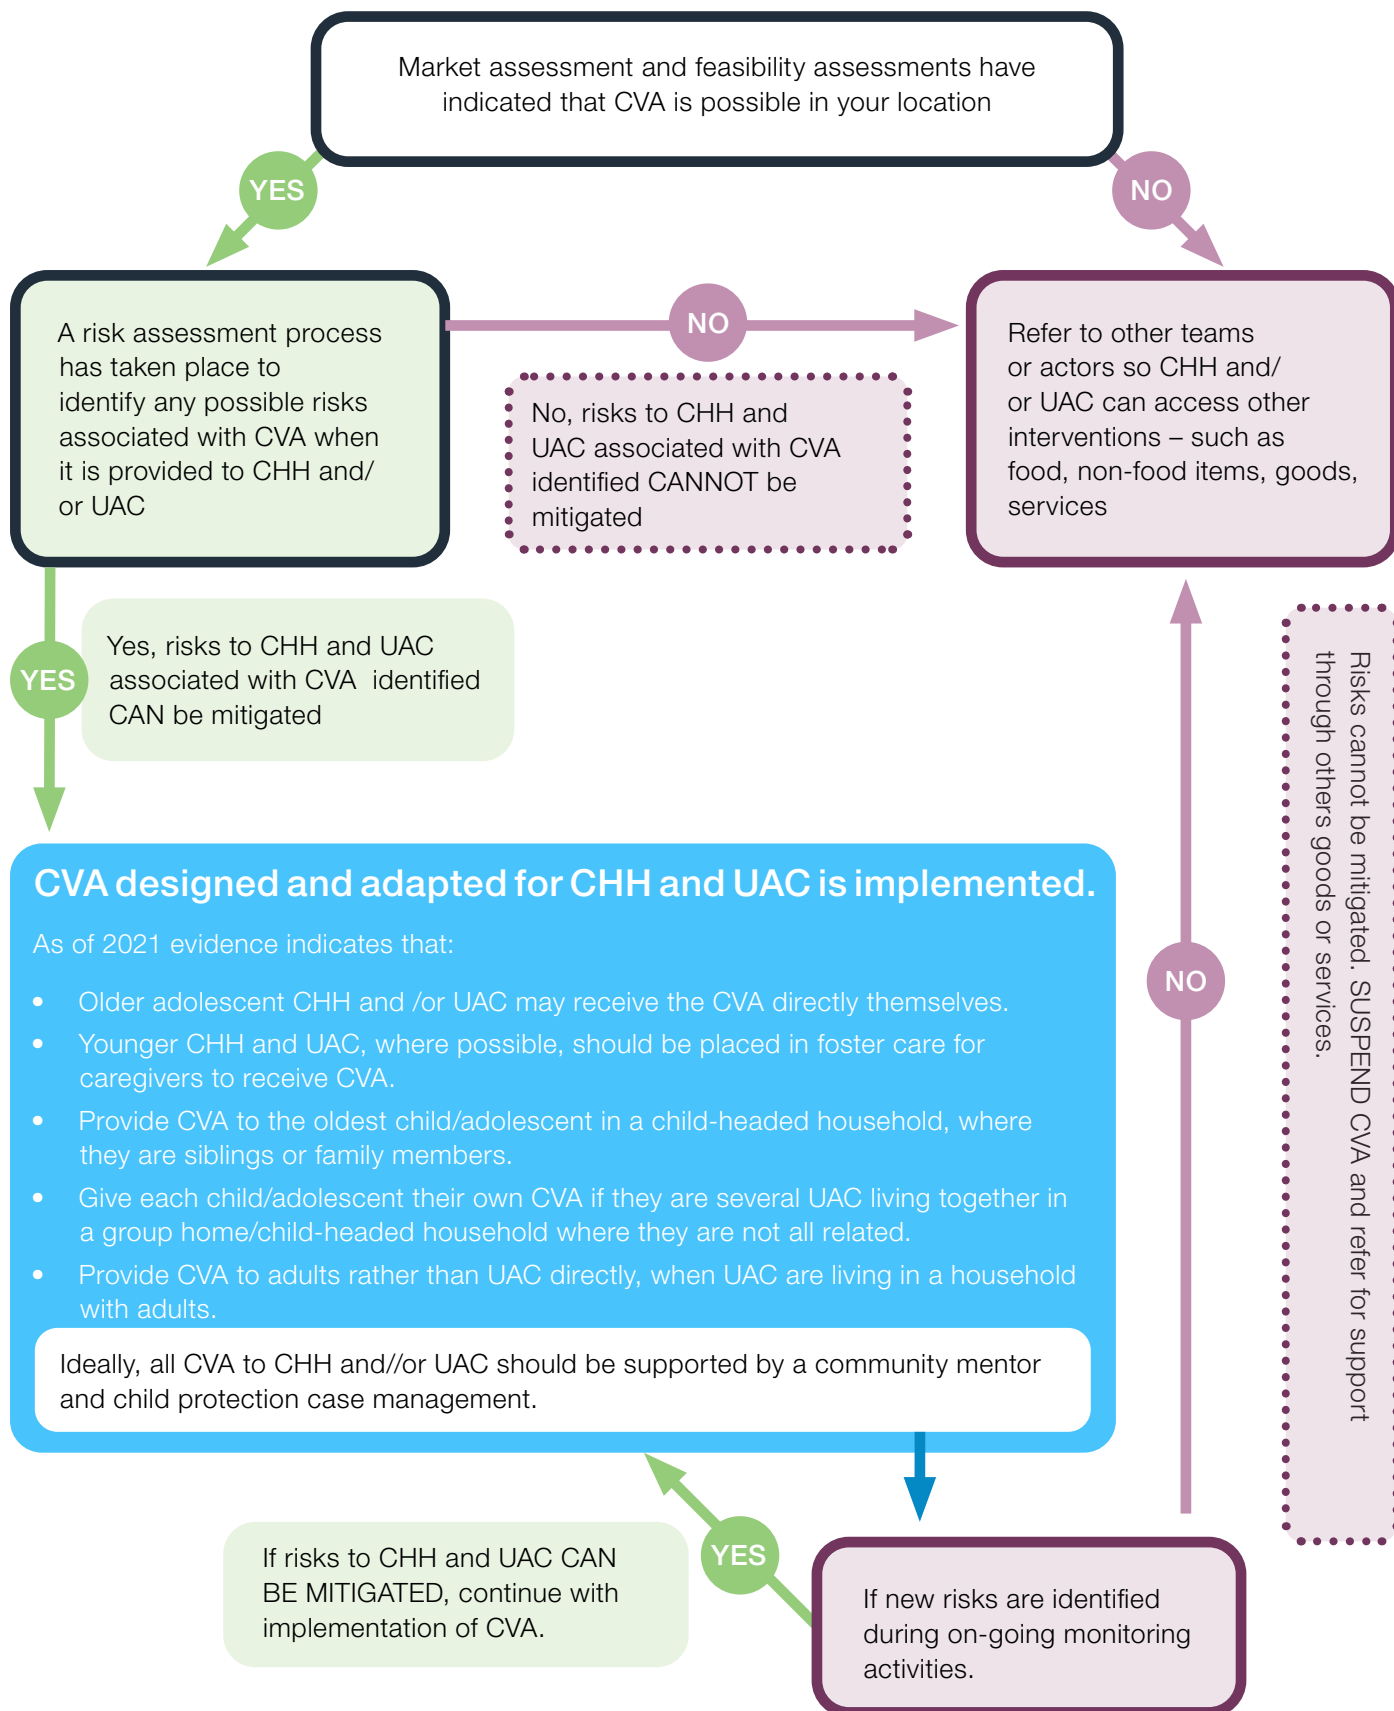 Market assessment and feasibility assessments have
indicated that CVA is possible in your location
YES
NO
A risk assessment process
has taken place to
identify any possible risks
associated with CVA when
it is provided to CHH and/
or UAC
NO
No, risks to CHH and
UAC associated with CVA
identified CANNOT be
mitigated
Refer to other teams
or actors so CHH and/
or UAC can access other
interventions – such as
food, non-food items, goods,
services
YES
Yes, risks to CHH and UAC
associated with CVA identified
CAN be mitigated
CVA designed and adapted for CHH and UAC is implemented.
As of 2021 evidence indicates that:
• Older adolescent CHH and /or UAC may receive the CVA directly themselves.
• Younger CHH and UAC, where possible, should be placed in foster care for
caregivers to receive CVA.
• Provide CVA to the oldest child/adolescent in a child-headed household, where
they are siblings or family members.
• Give each child/adolescent their own CVA if they are several UAC living together in
a group home/child-headed household where they are not all related.
• Provide CVA to adults rather than UAC directly, when UAC are living in a household
with adults.
Ideally, all CVA to CHH and//or UAC should be supported by a community mentor
and child protection case management.
NO
Risks cannot be mitigated. SUSPEND CVA and refer for support
through others goods or services.
YES
If risks to CHH and UAC CAN
BE MITIGATED, continue with
implementation of CVA.
If new risks are identified
during on-going monitoring
activities.